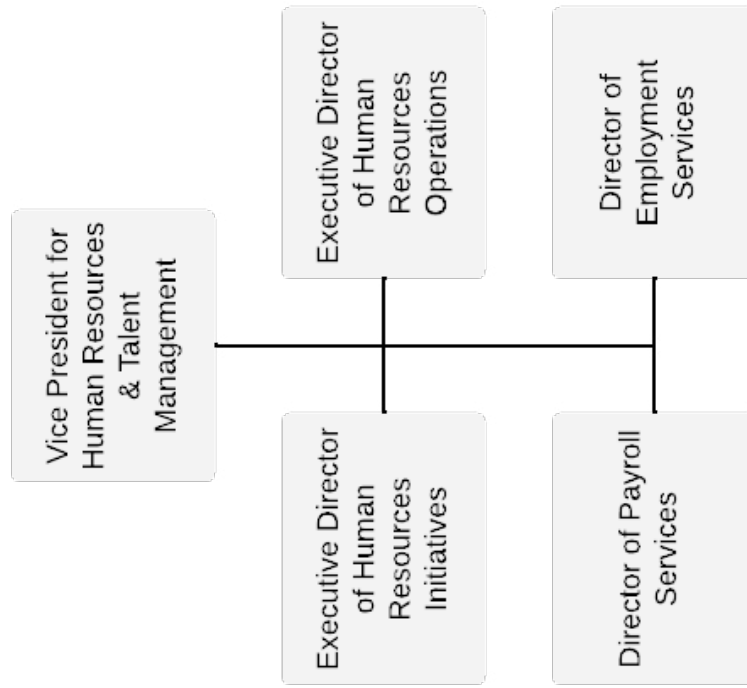 Vice President for
Human Resources
& Talent
Management
Executive Director
of Human
Resources
Initiatives
Executive Director
of Human
Resources
Operations
Director of Payroll
Services
Director of
Employment
Services